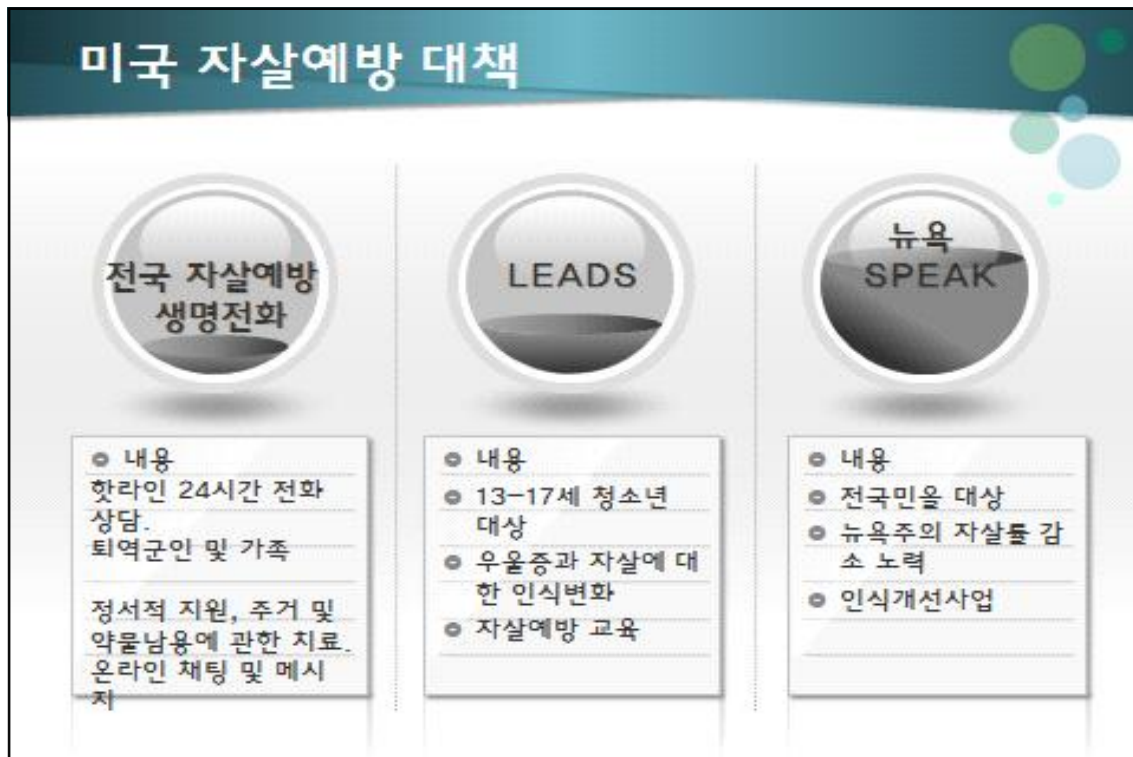 미국 자살예방 대책
전국 자살예방
생명전화
내용
핫라인 24시간 전화
상담.
퇴역군인 및 가족
정서적 지원, 주거 및
약물남용에 관한 치료.
온라인 채팅 및 메시
지
LEADS
내용
13-17세 청소년
대상
우울증과 자살에 대
한 인식변화
자살예방 교육
뉴욕
SPEAK
내용
전국민을 대상
뉴욕주의 자살률 감
소 노력
인식개선사업